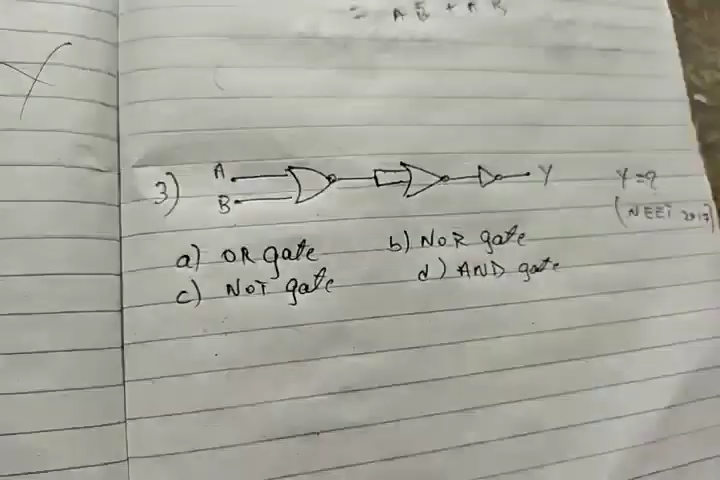 3) A B Y Y=?
(NEET 2017)
a) OR gate b) NOR gate
c) NOT gate d) AND gate